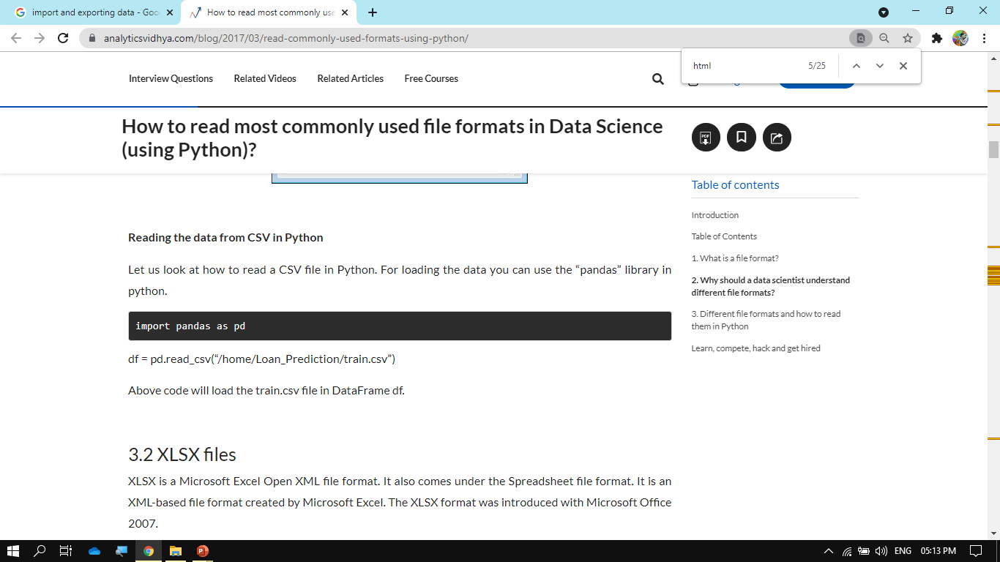 import and exporting data - Goo
How to read most commonly use
analyticsvidhya.com/blog/2017/03/read-commonly-used-formats-using-python/
html 5/25
Interview Questions Related Videos Related Articles Free Courses
How to read most commonly used file formats in Data Science
(using Python)?
PDF
Reading the data from CSV in Python
Let us look at how to read a CSV file in Python. For loading the data you can use the “pandas” library in
python.
import pandas as pd
df = pd.read_csv(“/home/Loan_Prediction/train.csv”)
Above code will load the train.csv file in DataFrame df.
3.2 XLSX files
XLSX is a Microsoft Excel Open XML file format. It also comes under the Spreadsheet file format. It is an
XML-based file format created by Microsoft Excel. The XLSX format was introduced with Microsoft Office
2007.
Table of contents
Introduction
Table of Contents
1. What is a file format?
2. Why should a data scientist understand
different file formats?
3. Different file formats and how to read
them in Python
Learn, compete, hack and get hired
ENG 05:13 PM